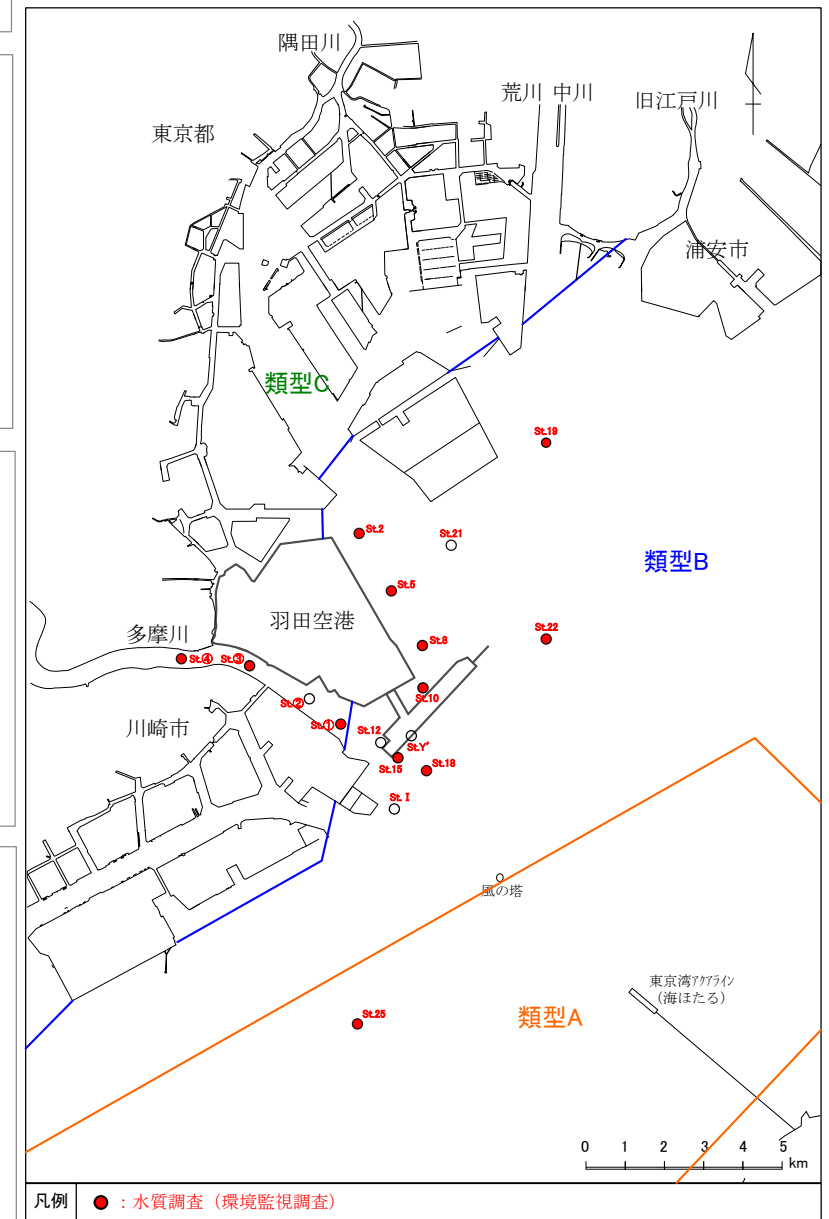 隅田川
荒川 中川
旧江戸川
東京都
浦安市
類型C
St.19
St.2
St.21
類型B
St.5
羽田空港
St.8
St.22
多摩川
St.④
St.③
St.10
St.②
St.①
川崎市
St.12
St.Y'
St.15
St.18
St.I
風の塔
東京湾アクアライン
(海ほたる)
類型A
St.25
0 1 2 3 4 5
km
凡例
:水質調査(環境監視調査)